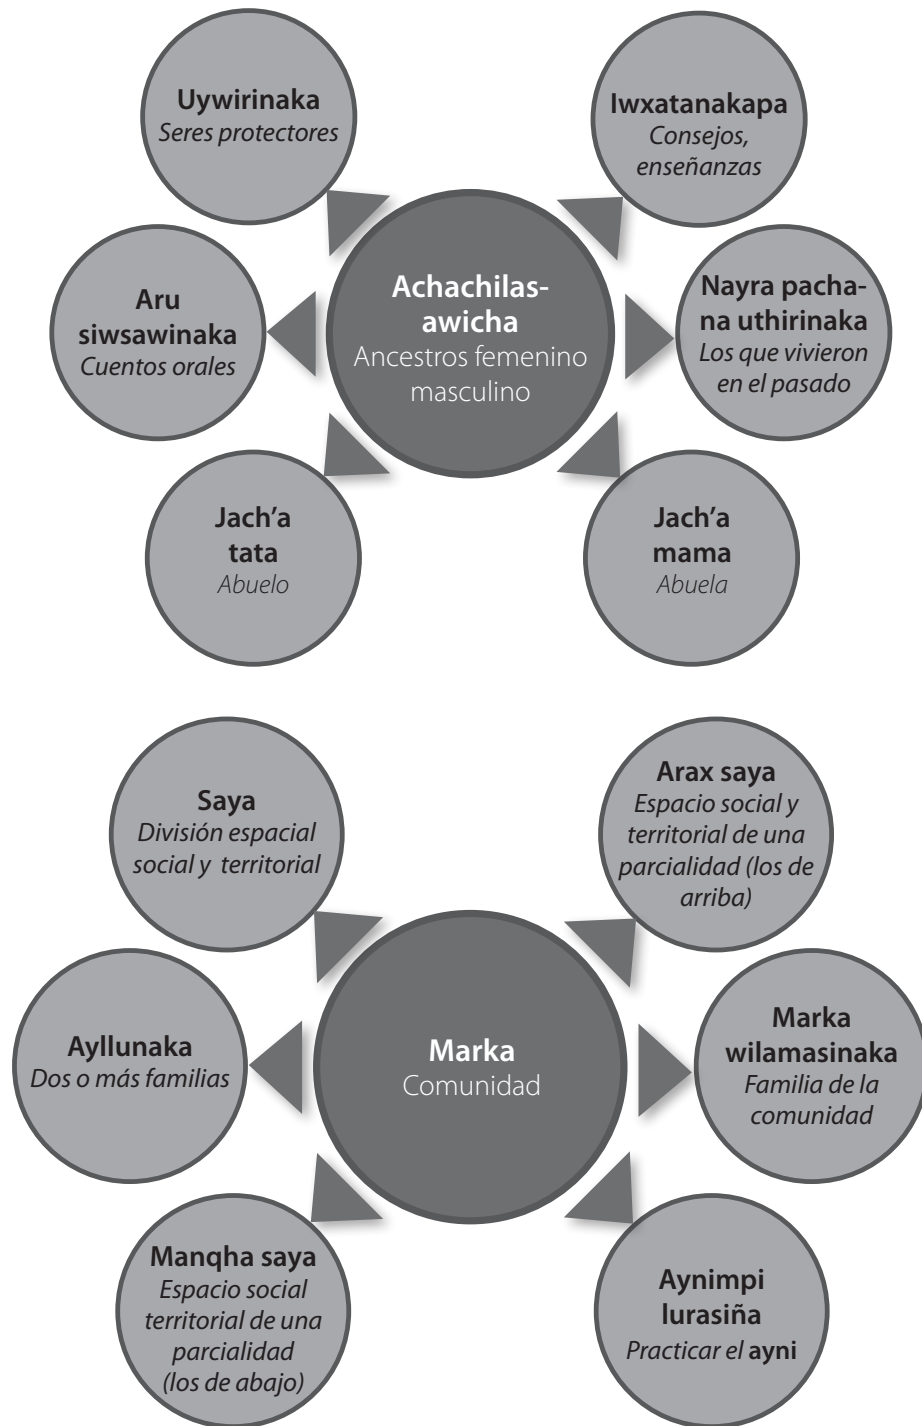 Uywirinaka
Seres protectores
Iwxatanakapa
Consejos,
enseñanzas
Achachilas-
awicha
Ancestros femenino
masculino
Aru
siwsawinaka
Cuentos orales
Nayra pacha-
na uthirinaka
Los que vivieron
en el pasado
Jach'a
tata
Abuelo
Jach'a
mama
Abuela
Saya
División espacial
social y territorial
Arax saya
Espacio social y
territorial de una
parcialidad (los de
arriba)
Marka
Comunidad
Ayllunaka
Dos o más familias
Marka
wilamasinaka
Familia de la
comunidad
Manqha saya
Espacio social
territorial de una
parcialidad
(los de abajo)
Aynimpi
lurasiña
Practicar el ayni